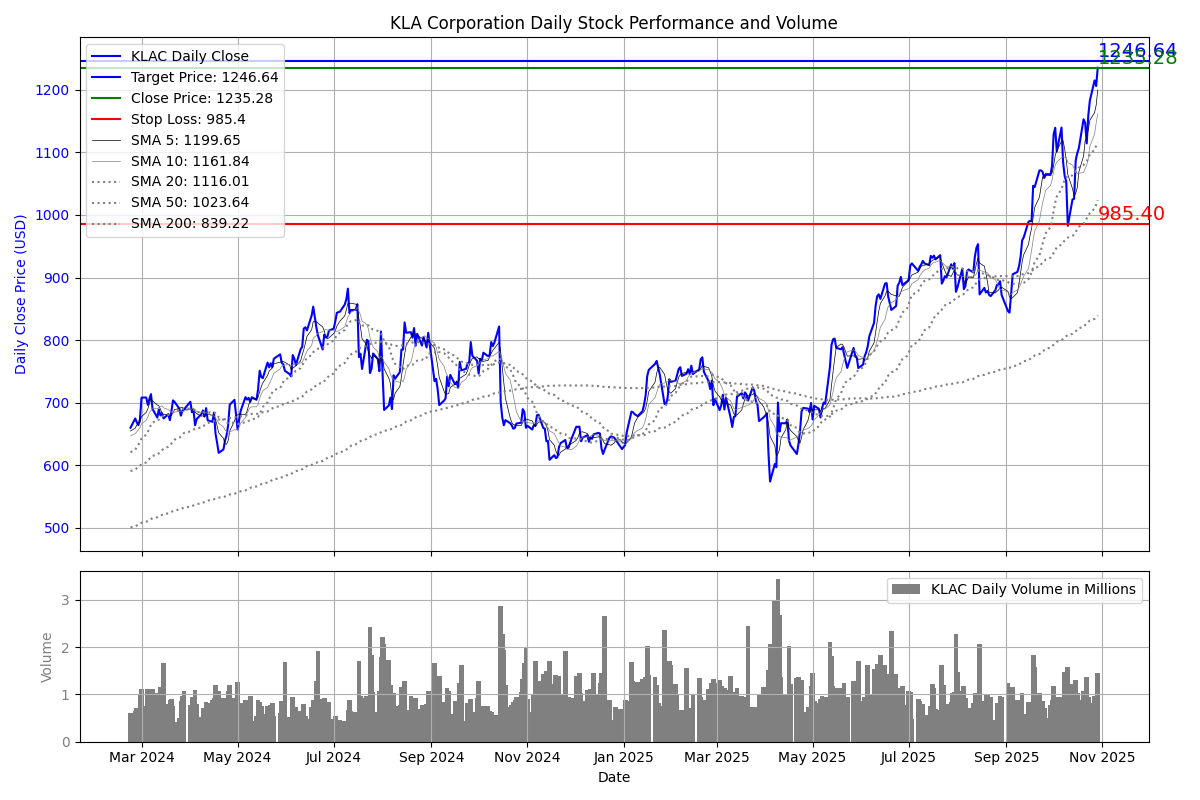 KLA Corporation Daily Stock Performance and Volume
1246.64
1235.28
KLAC Daily Close
Target Price: 1246.64
Close Price: 1235.28
Stop Loss: 985.4
SMA 5: 1199.65
SMA 10: 1161.84
SMA 20: 1116.01
SMA 50: 1023.64
SMA 200: 839.22
985.40
Daily Close Price (USD)
1200
1100
1000
900
800
700
600
500
KLAC Daily Volume in Millions
Volume
3
2
1
0
Mar 2024 May 2024 Jul 2024 Sep 2024 Nov 2024 Jan 2025 Mar 2025 May 2025 Jul 2025 Sep 2025 Nov 2025
Date